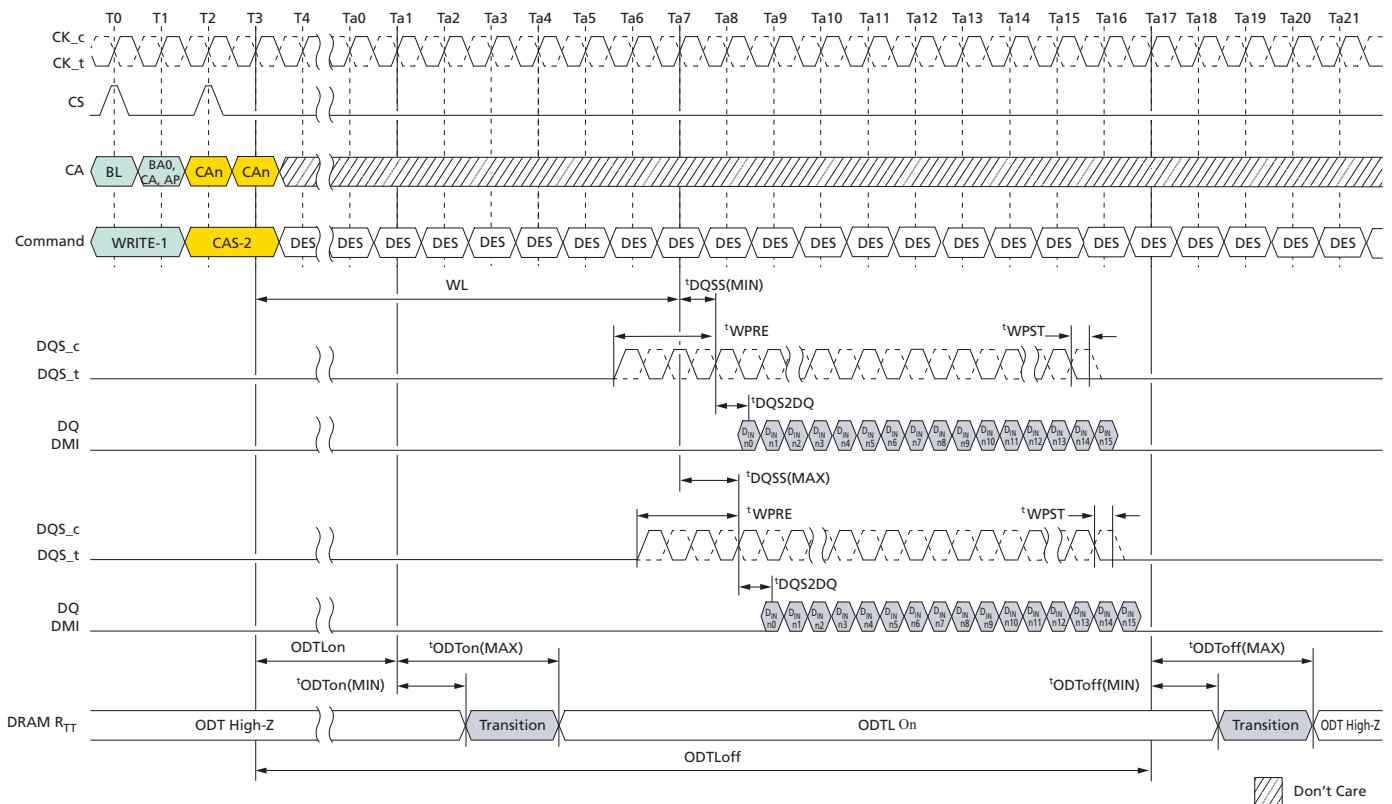 T0 T1 T2 T3 T4 Ta0 Ta1 Ta2 Ta3 Ta4 Ta5 Ta6 Ta7 Ta8 Ta9 Ta10 Ta11 Ta12 Ta13 Ta14 Ta15 Ta16 Ta17 Ta18 Ta19 Ta20 Ta21
CK_c
CK_t
CS
CA BL BA0, CA, AP CAn CAn
Command WRITE-1 CAS-2 DES DES DES DES DES DES DES DES DES DES DES DES DES DES DES DES DES DES DES DES DES DES DES
WL tDQSS(MIN)
tWPRE tWPST
DQS_c
DQS_t
tDQS2DQ
DQ
DMI
DIN n0 DIN n1 DIN n2 DIN n3 DIN n4 DIN n5 DIN n6 DIN n7 DIN n8 DIN n9 DIN n10 DIN n11 DIN n12 DIN n13 DIN n14 DIN n15
tDQSS(MAX)
tWPRE tWPST
DQS_c
DQS_t
tDQS2DQ
DQ
DMI
DIN n0 DIN n1 DIN n2 DIN n3 DIN n4 DIN n5 DIN n6 DIN n7 DIN n8 DIN n9 DIN n10 DIN n11 DIN n12 DIN n13 DIN n14 DIN n15
ODTLon tODTon(MAX) tODToff(MAX)
tODTon(MIN) tODToff(MIN)
DRAM RTT ODT High-Z Transition ODTL On Transition ODT High-Z
ODTLoff
Don't Care